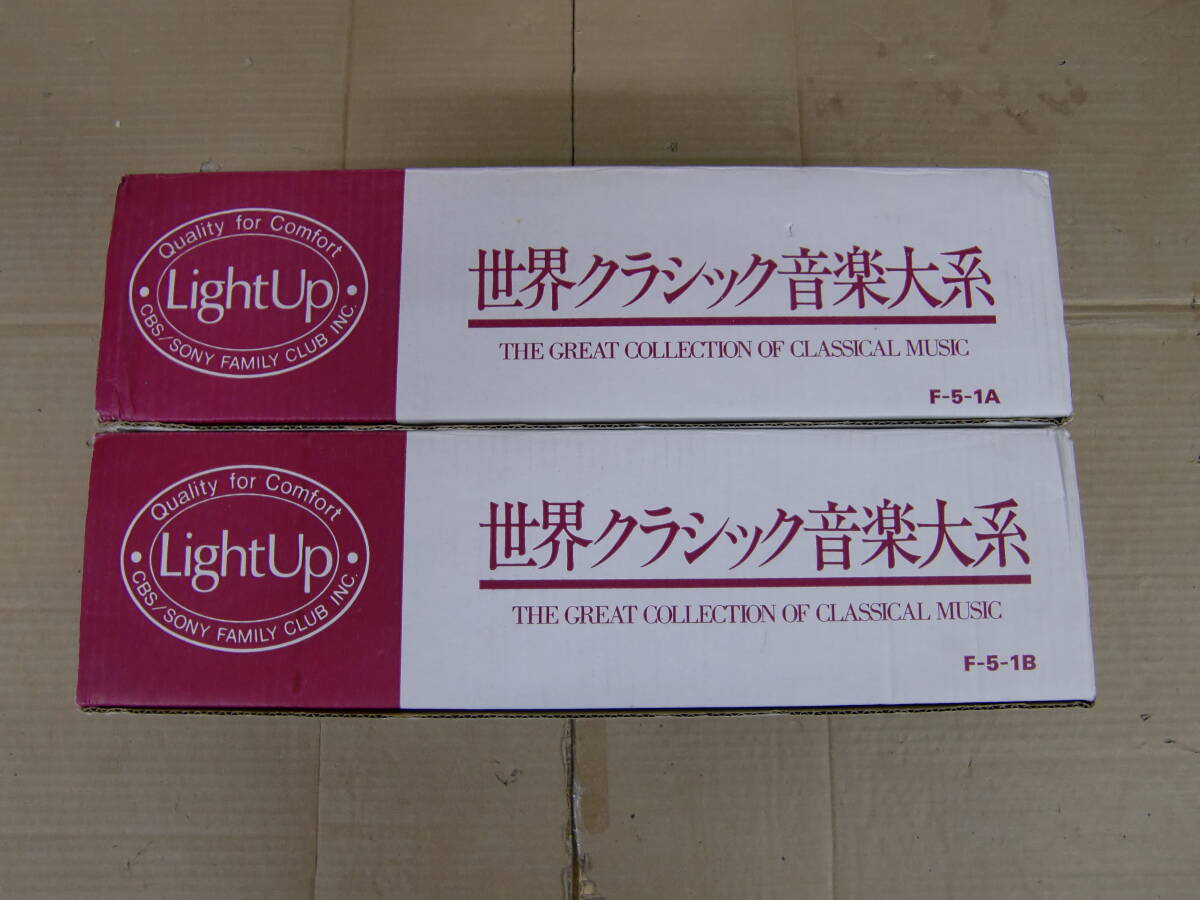 Quality for Comfort
LightUp
• CBS/SONY FAMILY CLUB INC. •
世界クラシック音楽大系
THE GREAT COLLECTION OF CLASSICAL MUSIC
F-5-1A
Quality for Comfort
LightUp
• CBS/SONY FAMILY CLUB INC. •
世界クラシック音楽大系
THE GREAT COLLECTION OF CLASSICAL MUSIC
F-5-1B